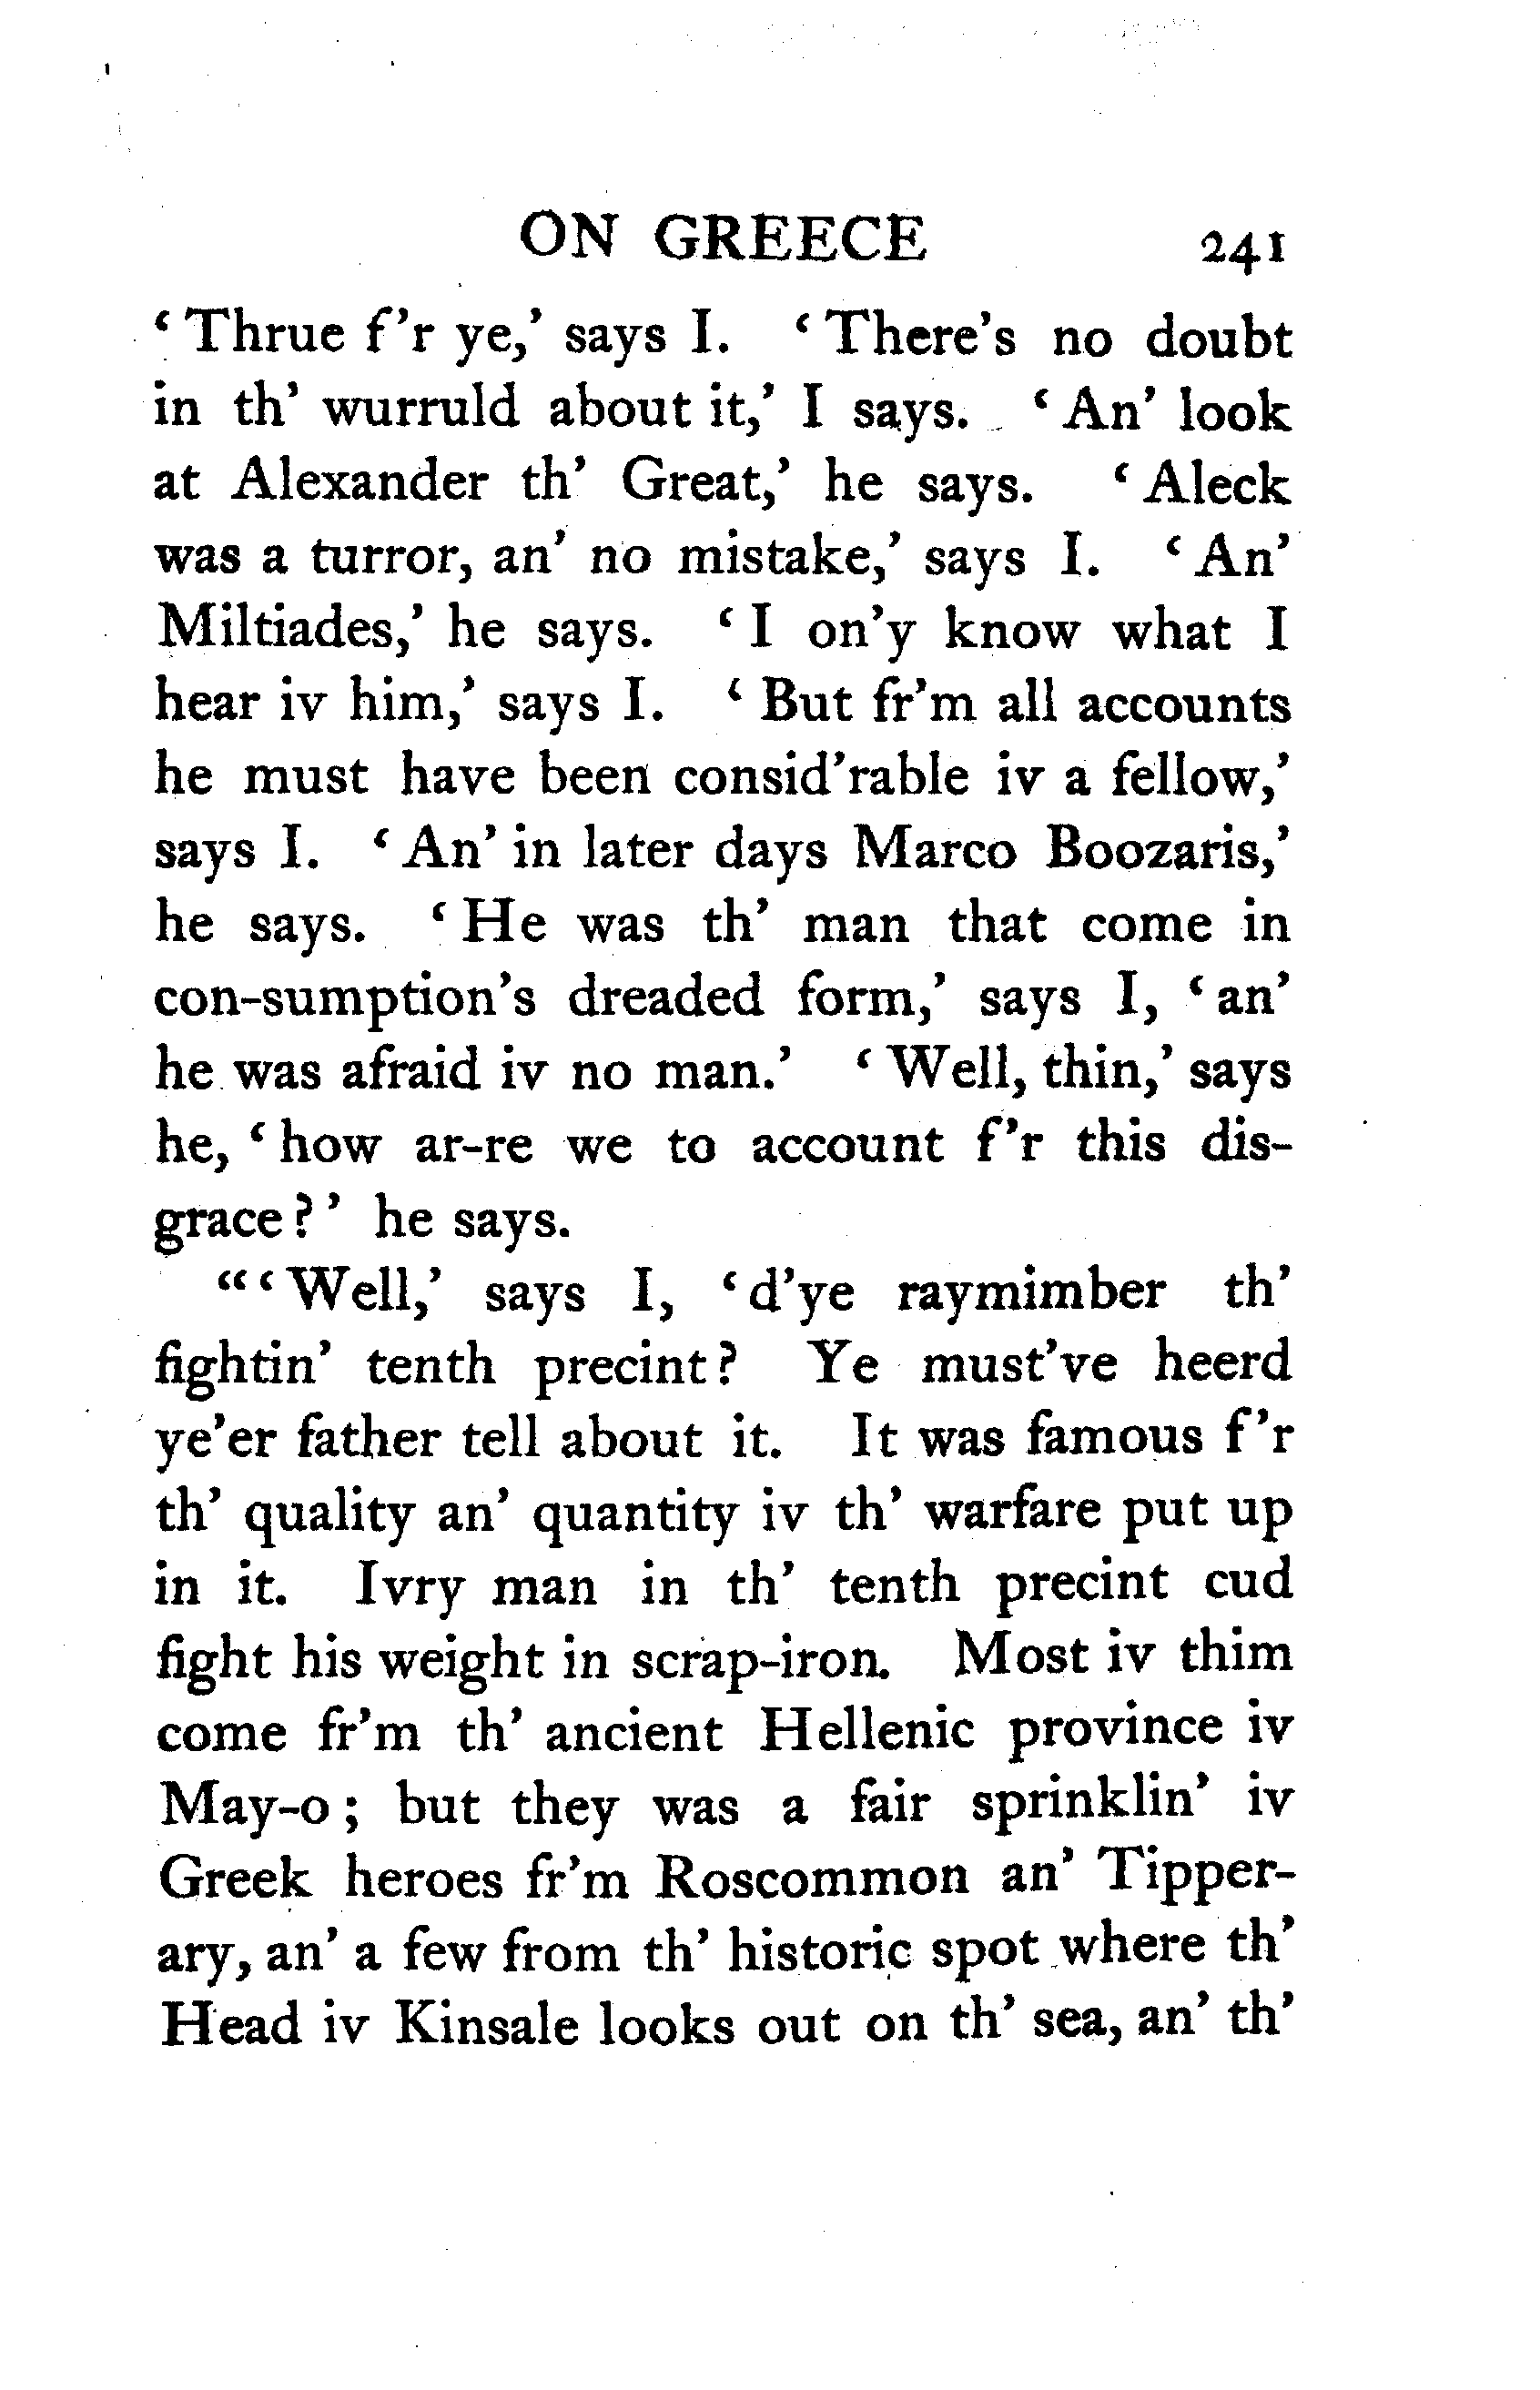 ON GREECE 241
‘Thrue f’r ye,’ says I. ‘There’s no doubt
in th’ wurruld about it,’ I says. ‘An’ look
at Alexander th’ Great,’ he says. ‘Aleck
was a turror, an’ no mistake,’ says I. ‘An’
Miltiades,’ he says. ‘I on’y know what I
hear iv him,’ says I. ‘But fr’m all accounts
he must have been consid’rable iv a fellow,’
says I. ‘An’ in later days Marco Boozaris,’
he says. ‘He was th’ man that come in
con-sumption’s dreaded form,’ says I, ‘an’
he was afraid iv no man.’ ‘Well, thin,’ says
he, ‘how ar-re we to account f’r this dis-
grace?’ he says.
“‘Well,’ says I, ‘d’ye raymimber th’
fightin’ tenth precint? Ye must’ve heerd
ye’er father tell about it. It was famous f’r
th’ quality an’ quantity iv th’ warfare put up
in it. Ivry man in th’ tenth precint cud
fight his weight in scrap-iron. Most iv thim
come fr’m th’ ancient Hellenic province iv
May-o; but they was a fair sprinklin’ iv
Greek heroes fr’m Roscommon an’ Tipper-
ary, an’ a few from th’ historic spot where th’
Head iv Kinsale looks out on th’ sea, an’ th’